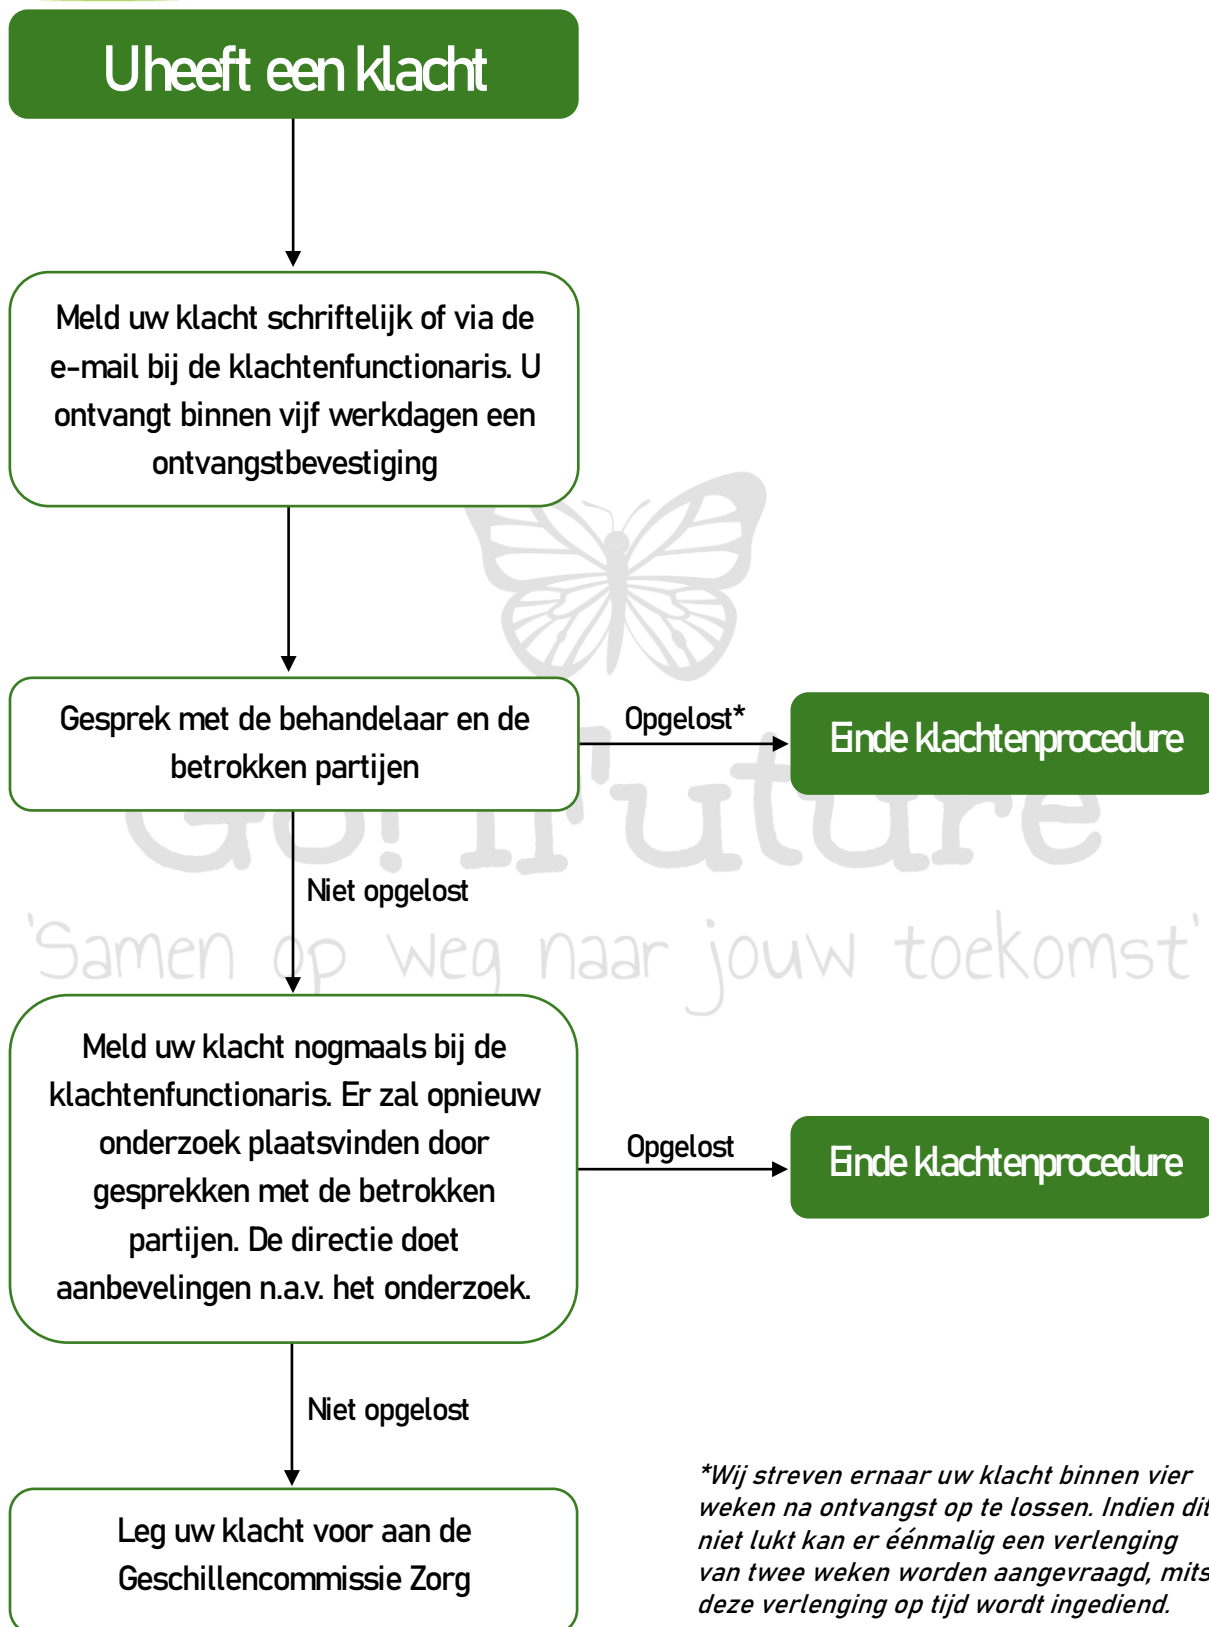 U heeft een klacht
Meld uw klacht schriftelijk of via de
e-mail bij de klachtenfunctionaris. U
ontvangt binnen vijf werkdagen een
ontvangstbevestiging
Gesprek met de behandelaar en de
betrokken partijen
Opgelost*
Einde klachtenprocedure
Niet opgelost
'Samen op weg naar jouw toekomst'
Meld uw klacht nogmaals bij de
klachtenfunctionaris. Er zal opnieuw
onderzoek plaatsvinden door
gesprekken met de betrokken
partijen. De directie doet
aanbevelingen n.a.v. het onderzoek.
Opgelost
Einde klachtenprocedure
Niet opgelost
Leg uw klacht voor aan de
Geschillencommissie Zorg
*Wij streven ernaar uw klacht binnen vier
weken na ontvangst op te lossen. Indien dit
niet lukt kan er éénmalig een verlenging
van twee weken worden aangevraagd, mits
deze verlenging op tijd wordt ingediend.